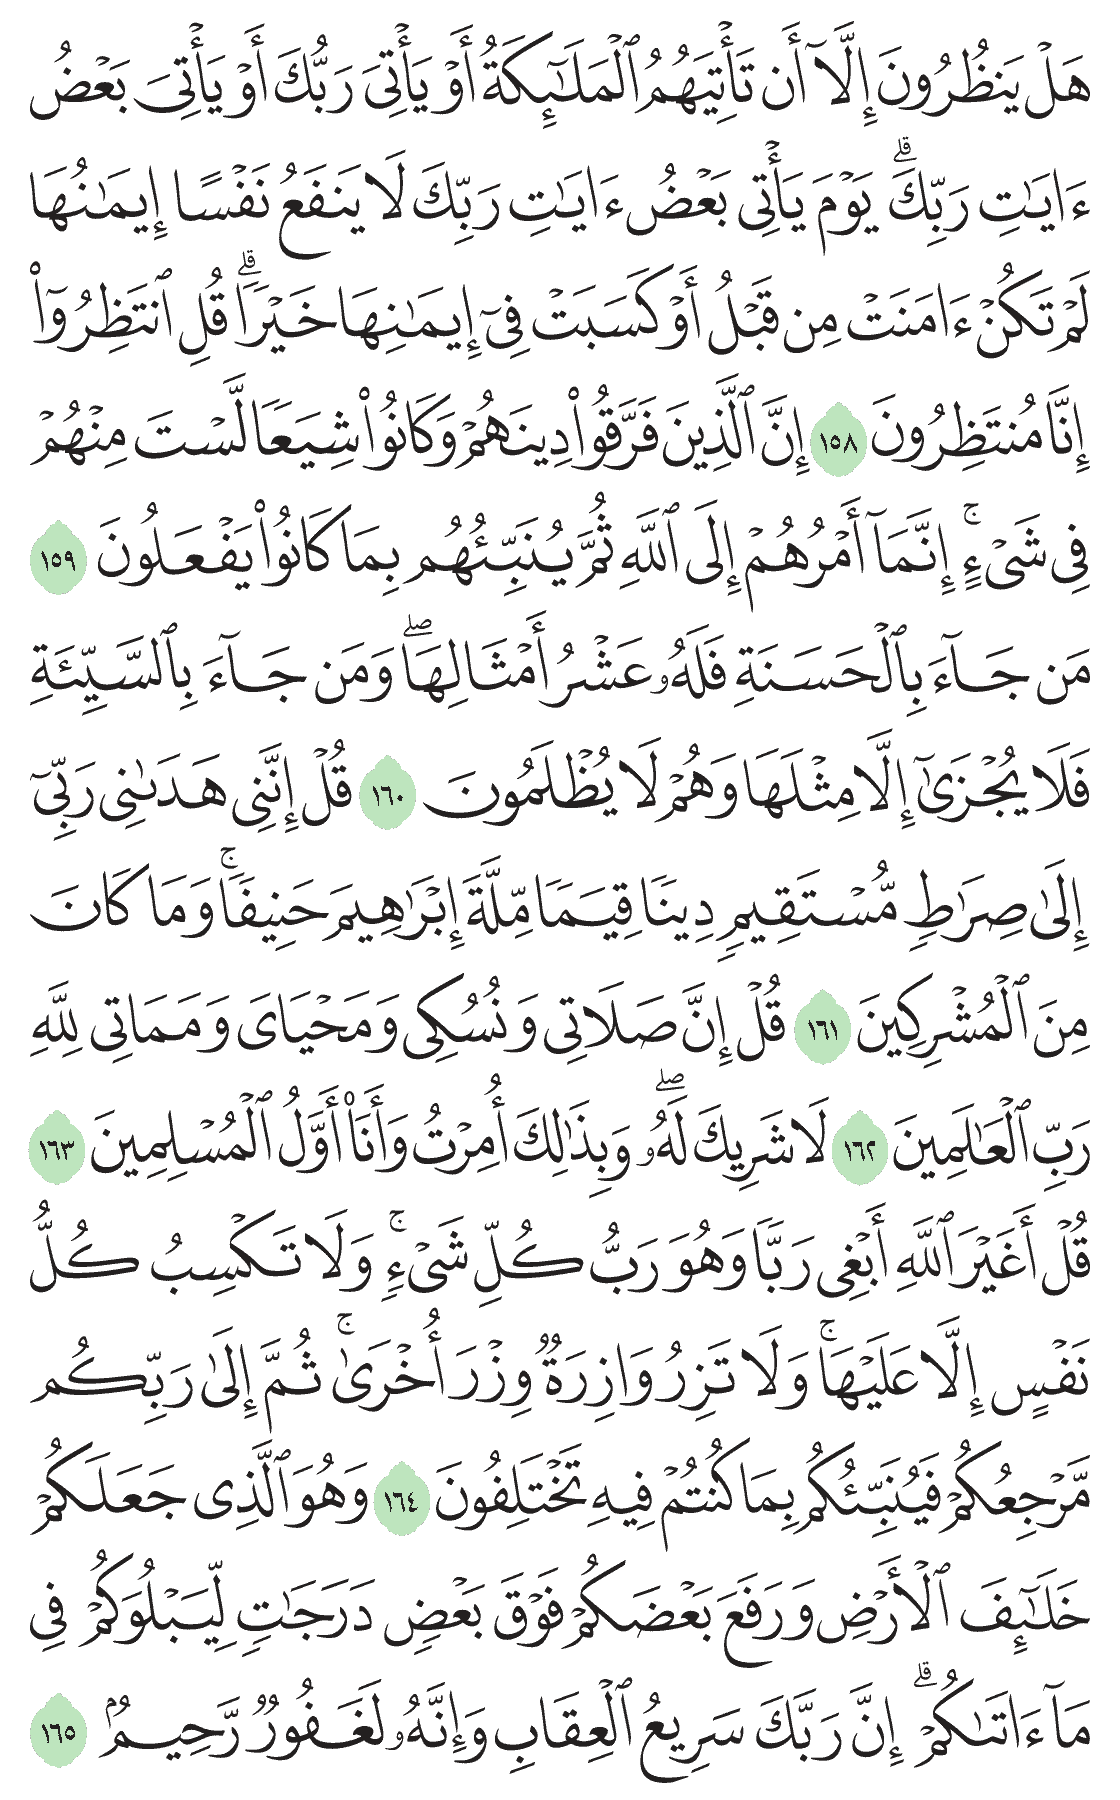 هَلۡ يَنظُرُونَ إِلَّآ أَن تَأۡتِيَهُمُ ٱلۡمَلَٰٓئِكَةُ أَوۡ يَأۡتِيَ رَبُّكَ أَوۡ يَأۡتِيَ بَعۡضُ
ءَايَٰتِ رَبِّكَۗ يَوۡمَ يَأۡتِي بَعۡضُ ءَايَٰتِ رَبِّكَ لَا يَنفَعُ نَفۡسًا إِيمَٰنُهَا
لَمۡ تَكُنۡ ءَامَنَتۡ مِن قَبۡلُ أَوۡ كَسَبَتۡ فِيٓ إِيمَٰنِهَا خَيۡرٗاۗ قُلِ ٱنتَظِرُوٓاْ
إِنَّا مُنتَظِرُونَ ١٥٨ إِنَّ ٱلَّذِينَ فَرَّقُواْ دِينَهُمۡ وَكَانُواْ شِيَعٗا لَّسۡتَ مِنۡهُمۡ
فِي شَيۡءٍۚ إِنَّمَآ أَمۡرُهُمۡ إِلَى ٱللَّهِ ثُمَّ يُنَبِّئُهُم بِمَا كَانُواْ يَفۡعَلُونَ ١٥٩
مَن جَآءَ بِٱلۡحَسَنَةِ فَلَهُۥ عَشۡرُ أَمۡثَالِهَاۖ وَمَن جَآءَ بِٱلسَّيِّئَةِ
فَلَا يُجۡزَىٰٓ إِلَّا مِثۡلَهَا وَهُمۡ لَا يُظۡلَمُونَ ١٦٠ قُلۡ إِنَّنِي هَدَىٰنِي رَبِّيٓ
إِلَىٰ صِرَٰطٖ مُّسۡتَقِيمٖ دِينٗا قِيَمٗا مِّلَّةَ إِبۡرَٰهِيمَ حَنِيفٗاۚ وَمَا كَانَ
مِنَ ٱلۡمُشۡرِكِينَ ١٦١ قُلۡ إِنَّ صَلَاتِي وَنُسُكِي وَمَحۡيَايَ وَمَمَاتِي لِلَّهِ
رَبِّ ٱلۡعَٰلَمِينَ ١٦٢ لَا شَرِيكَ لَهُۥۖ وَبِذَٰلِكَ أُمِرۡتُ وَأَنَا۠ أَوَّلُ ٱلۡمُسۡلِمِينَ ١٦٣
قُلۡ أَغَيۡرَ ٱللَّهِ أَبۡغِي رَبّٗا وَهُوَ رَبُّ كُلِّ شَيۡءٖۚ وَلَا تَكۡسِبُ كُلُّ
نَفۡسٍ إِلَّا عَلَيۡهَاۚ وَلَا تَزِرُ وَازِرَةٞ وِزۡرَ أُخۡرَىٰۚ ثُمَّ إِلَىٰ رَبِّكُم
مَّرۡجِعُكُمۡ فَيُنَبِّئُكُم بِمَا كُنتُمۡ فِيهِ تَخۡتَلِفُونَ ١٦٤ وَهُوَ ٱلَّذِي جَعَلَكُمۡ
خَلَٰٓئِفَ ٱلۡأَرۡضِ وَرَفَعَ بَعۡضَكُمۡ فَوۡقَ بَعۡضٖ دَرَجَٰتٖ لِّيَبۡلُوَكُمۡ فِي
مَآ ءَاتَىٰكُمۡۗ إِنَّ رَبَّكَ سَرِيعُ ٱلۡعِقَابِ وَإِنَّهُۥ لَغَفُورٞ رَّحِيمُۢ ١٦٥